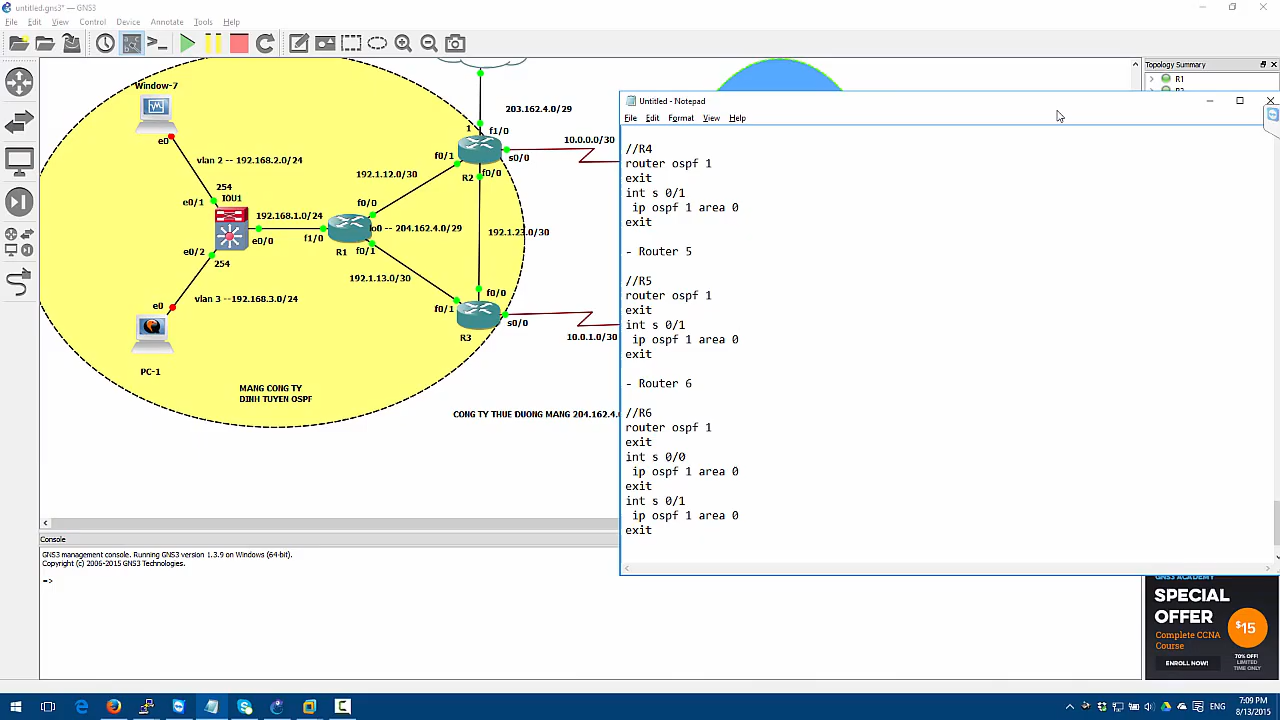 untitled.gns3* - GNS3
File Edit View Control Device Annotate Tools Help
Window-7
e0
vlan 2 -- 192.168.2.0/24
254
e0/1
IOU1
192.168.1.0/24
e0/2
e0/0
254
f1/0
R1
f0/0
lo0 -- 204.162.4.0/29
f0/1
192.1.12.0/30
192.1.13.0/30
vlan 3 --192.168.3.0/24
e0
PC-1
MANG CONG TY
DINH TUYEN OSPF
203.162.4.0/29
1
f1/0
f0/1
R2
f0/0
s0/0
10.0.0.0/30
192.1.23.0/30
f0/0
f0/1
R3
s0/0
10.0.1.0/30
CONG TY THUE DUONG MANG 204.162.4.
Untitled - Notepad
File Edit Format View Help
//R4
router ospf 1
exit
int s 0/1
ip ospf 1 area 0
exit
- Router 5
//R5
router ospf 1
exit
int s 0/1
ip ospf 1 area 0
exit
- Router 6
//R6
router ospf 1
exit
int s 0/0
ip ospf 1 area 0
exit
int s 0/1
ip ospf 1 area 0
exit
Topology Summary
R1
Console
GNS3 management console. Running GNS3 version 1.3.9 on Windows (64-bit).
Copyright (c) 2006-2015 GNS3 Technologies.
=>
GNS3 ACADEMY
SPECIAL
OFFER
$15
Complete CCNA
Course
ENROLL NOW!
70% OFF!
LIMITED
TIME ONLY
ENG
7:09 PM
8/13/2015